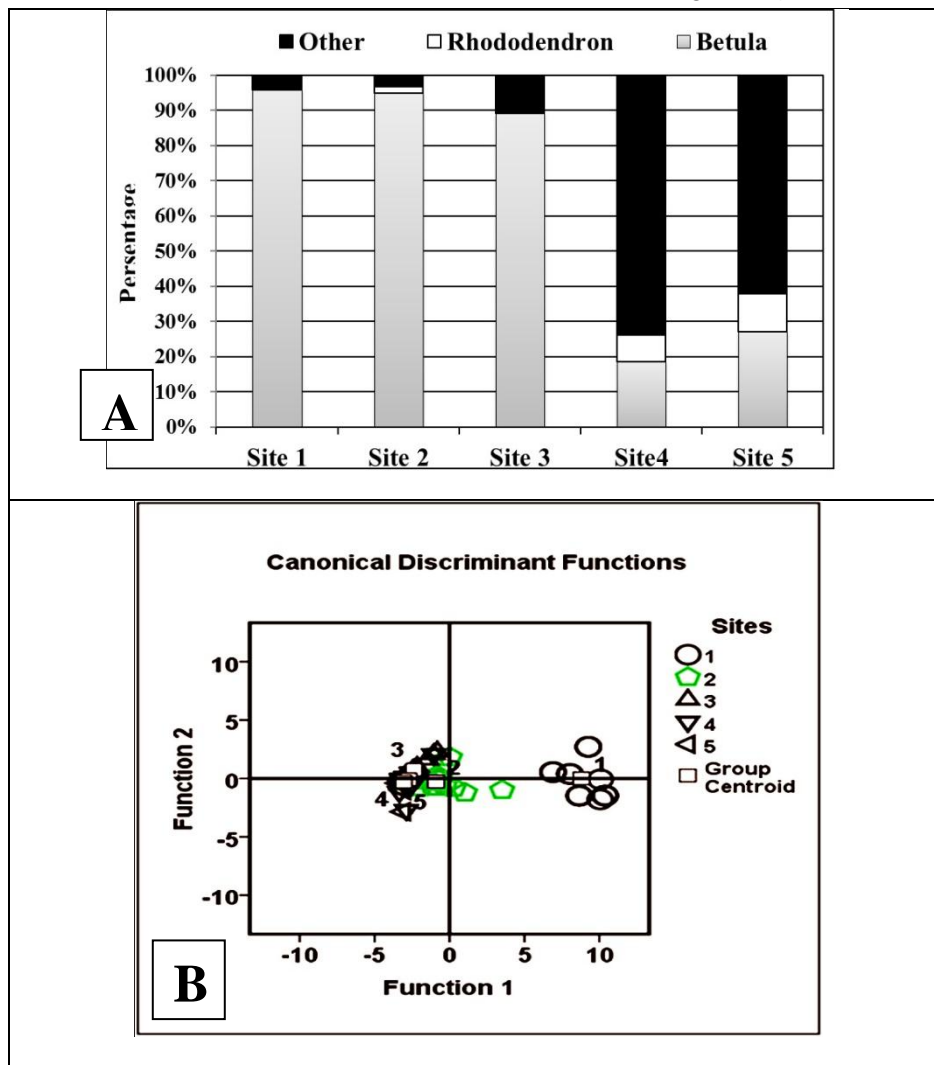 Other Rhododendron Betula
100%
90%
80%
70%
60%
50%
40%
30%
20%
10%
0%
Persentage
Site 1 Site 2 Site 3 Site4 Site 5
A
Canonical Discriminant Functions
Sites
1
2
3
4
5
Group
Centroid
10
5
0
-5
-10
Function 2
3
2
1
4
5
-10 -5 0 5 10
Function 1
B